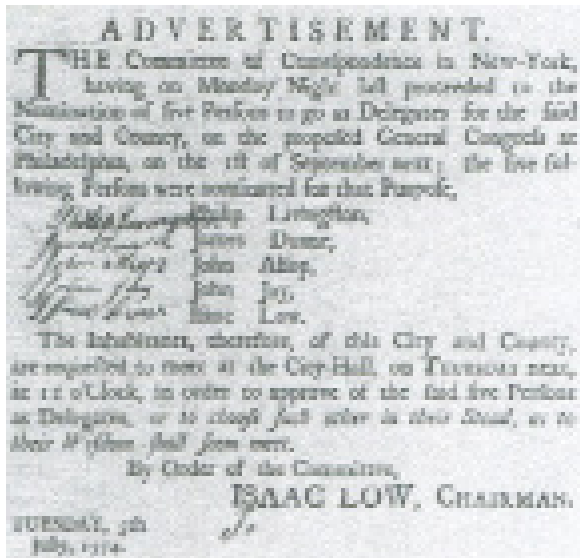 ADVERTISEMENT.
THE Committee of Correspondence in New-York,
having on Monday Night last proceeded to the
Nomination of five Persons to go as Delegates for the said
City and County, on the proposed General Congress at
Philadelphia, on the 1st of September next; the five fol-
lowing Persons were nominated for that Purpose,
Philip Livingston,
James Duane,
John Alsop,
John Jay,
Isaac Low.
The Inhabitants, therefore, of this City and County,
are requested to meet at the City-Hall, on next,
at o'Clock, in order to approve of the said five Persons
as Delegates, or to choose such other in their Stead, as to
their Wisdom shall seem meet.
By Order of the Committee,
ISAAC LOW, CHAIRMAN.
TUESDAY, 5th
July, 1774.